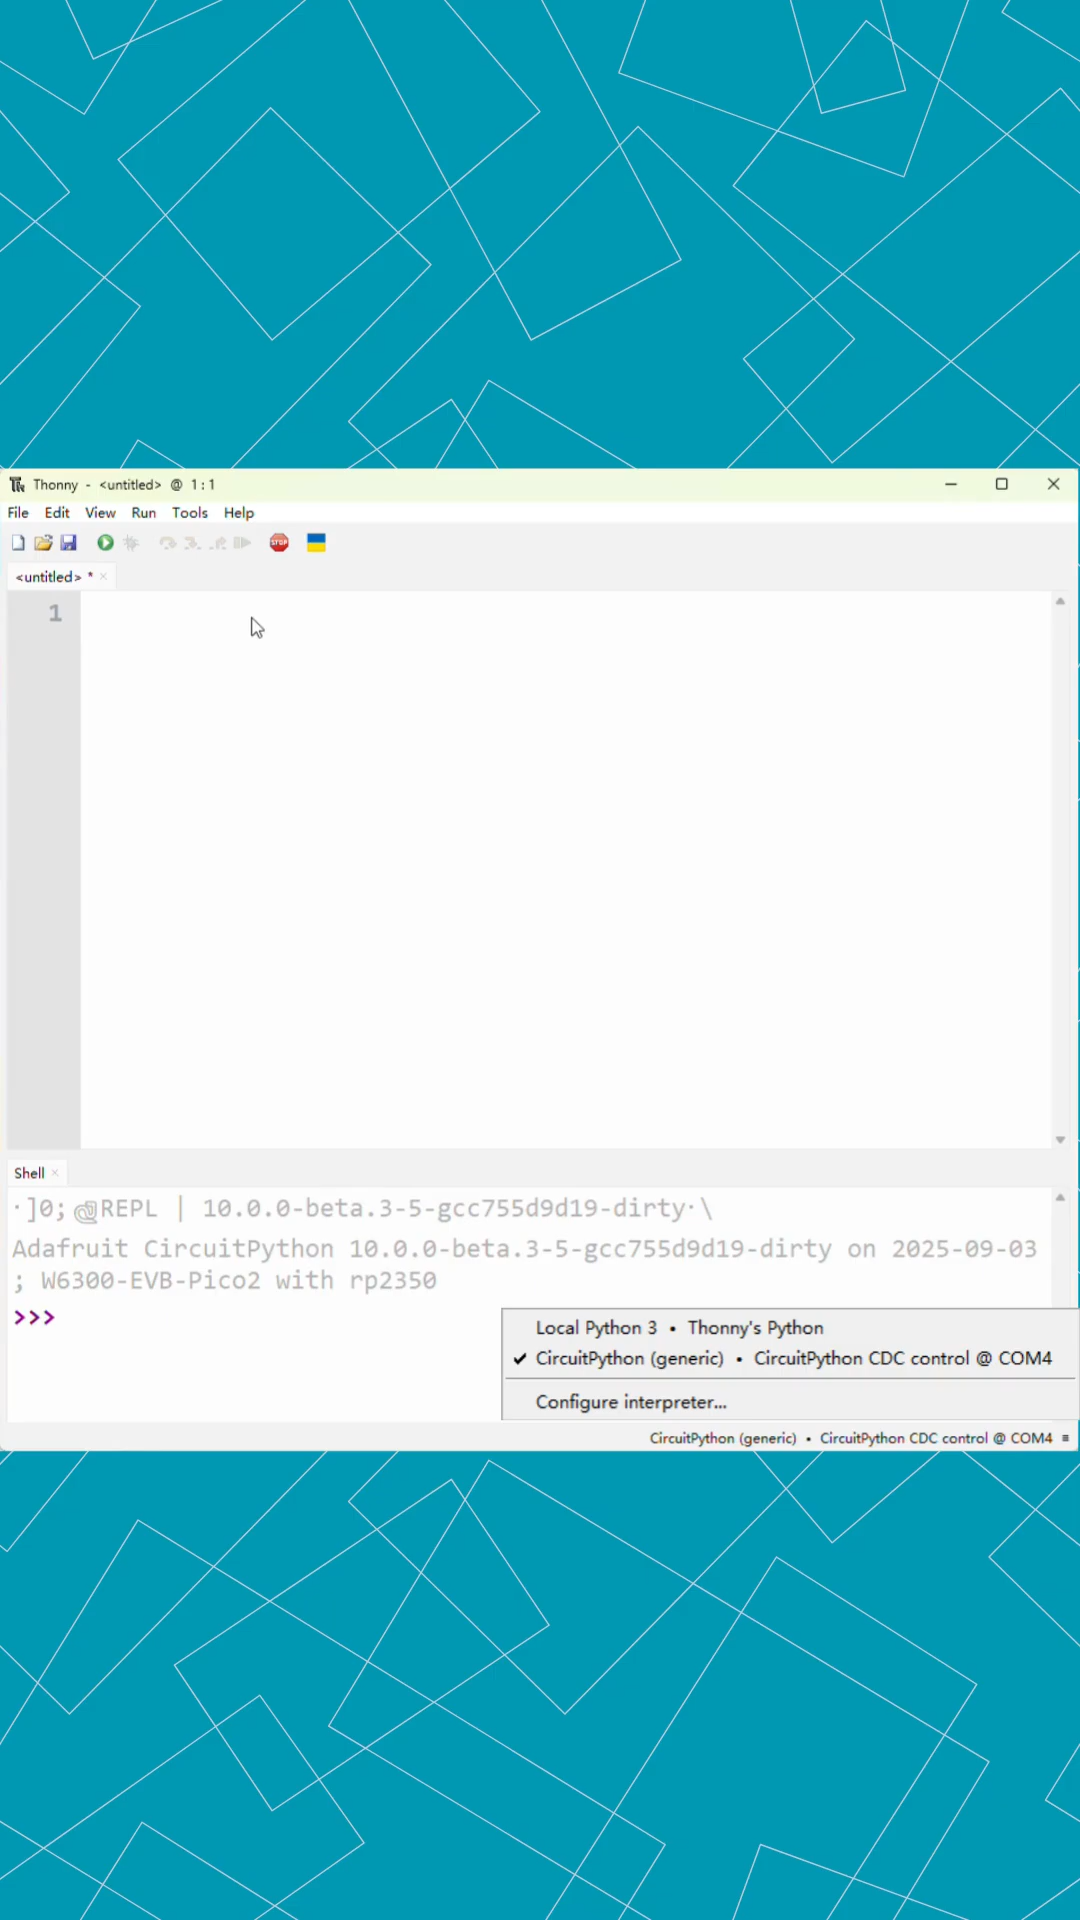 Thonny - <untitled> @ 1:1
File Edit View Run Tools Help
STOP
<untitled> *
1
Shell
·]0;🐍REPL | 10.0.0-beta.3-5-gcc755d9d19-dirty·\
Adafruit CircuitPython 10.0.0-beta.3-5-gcc755d9d19-dirty on 2025-09-03
; W6300-EVB-Pico2 with rp2350
>>>
Local Python 3 • Thonny's Python
✓ CircuitPython (generic) • CircuitPython CDC control @ COM4
Configure interpreter...
CircuitPython (generic) • CircuitPython CDC control @ COM4 ≡